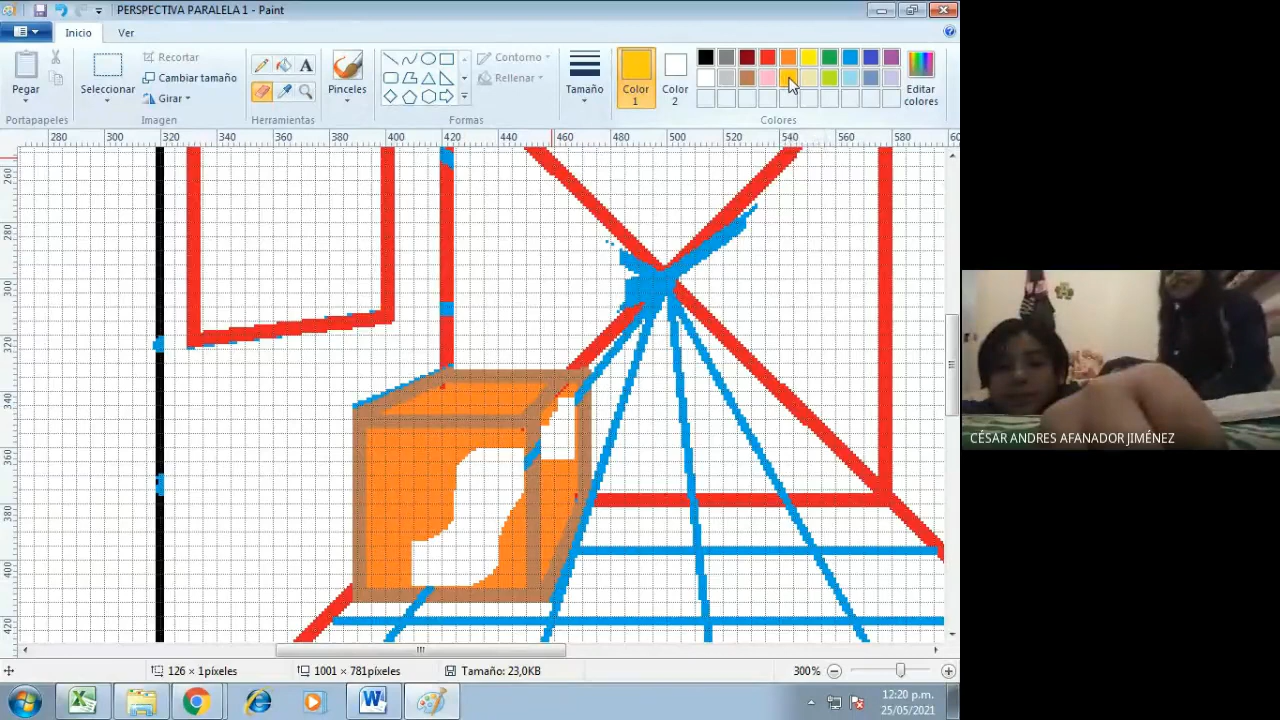 PERSPECTIVA PARALELA 1 - Paint
Inicio
Ver
Pegar
Recortar
Cambiar tamaño
Girar
Seleccionar
A
Pinceles
Contorno
Rellenar
Tamaño
Color 1
Color 2
Editar colores
Portapapeles
Imagen
Herramientas
Formas
Colores
280 300 320 340 360 380 400 420 440 460 480 500 520 540 560 580 60
260
280
300
320
340
360
380
400
420
CÉSAR ANDRES AFANADOR JIMÉNEZ
126 × 1píxeles
1001 × 781píxeles
Tamaño: 23,0KB
300%
12:20 p.m.
25/05/2021